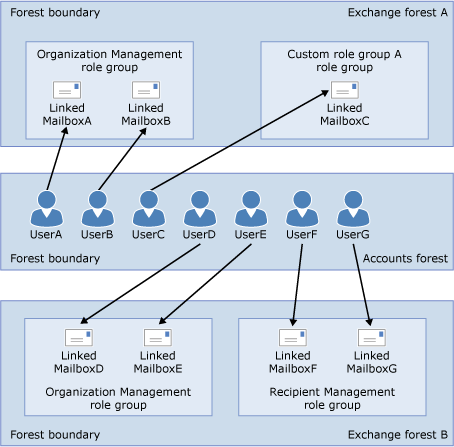 Forest boundary
Exchange forest A
Organization Management
role group
Linked
MailboxA
Linked
MailboxB
Custom role group A
role group
Linked
MailboxC
UserA
UserB
UserC
UserD
UserE
UserF
UserG
Forest boundary
Accounts forest
Linked
MailboxD
Linked
MailboxE
Organization Management
role group
Linked
MailboxF
Linked
MailboxG
Recipient Management
role group
Forest boundary
Exchange forest B